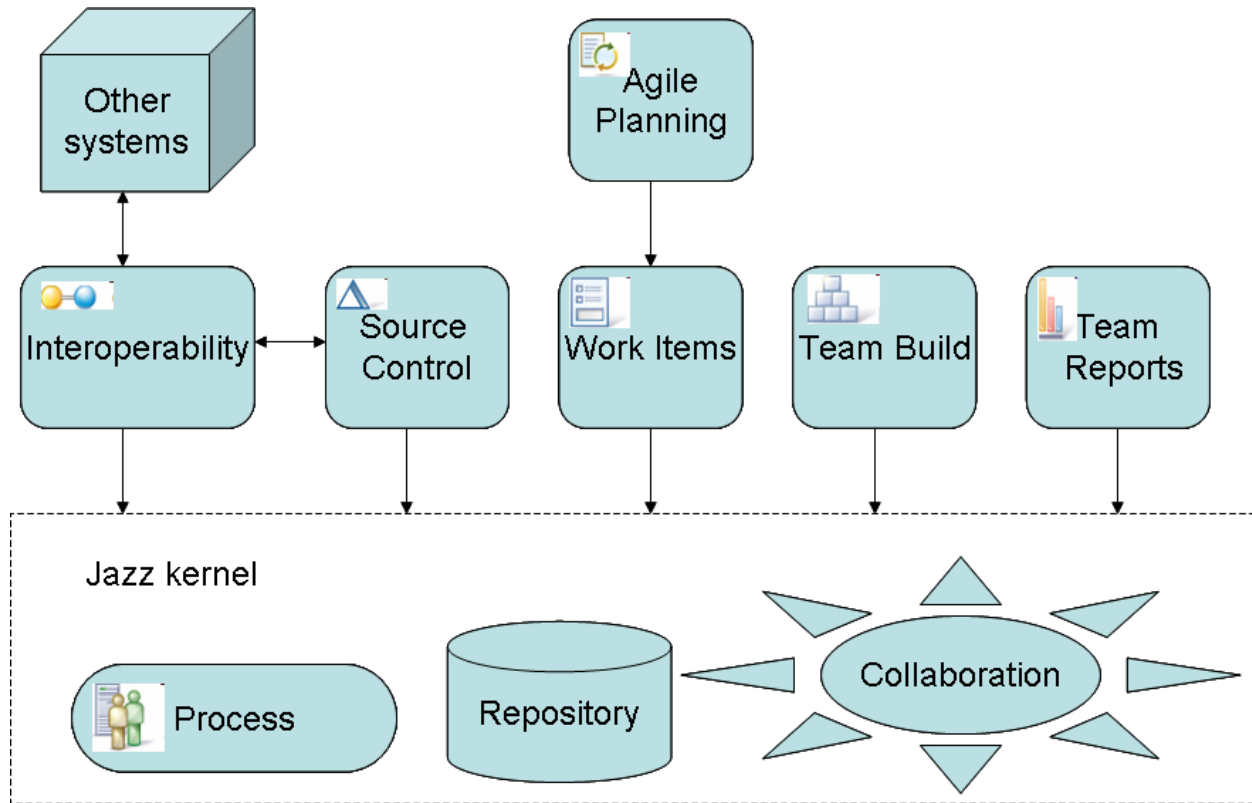 Other
systems
Agile
Planning
Interoperability
Source
Control
Work Items
Team Build
Team
Reports
Jazz kernel
Process
Repository
Collaboration